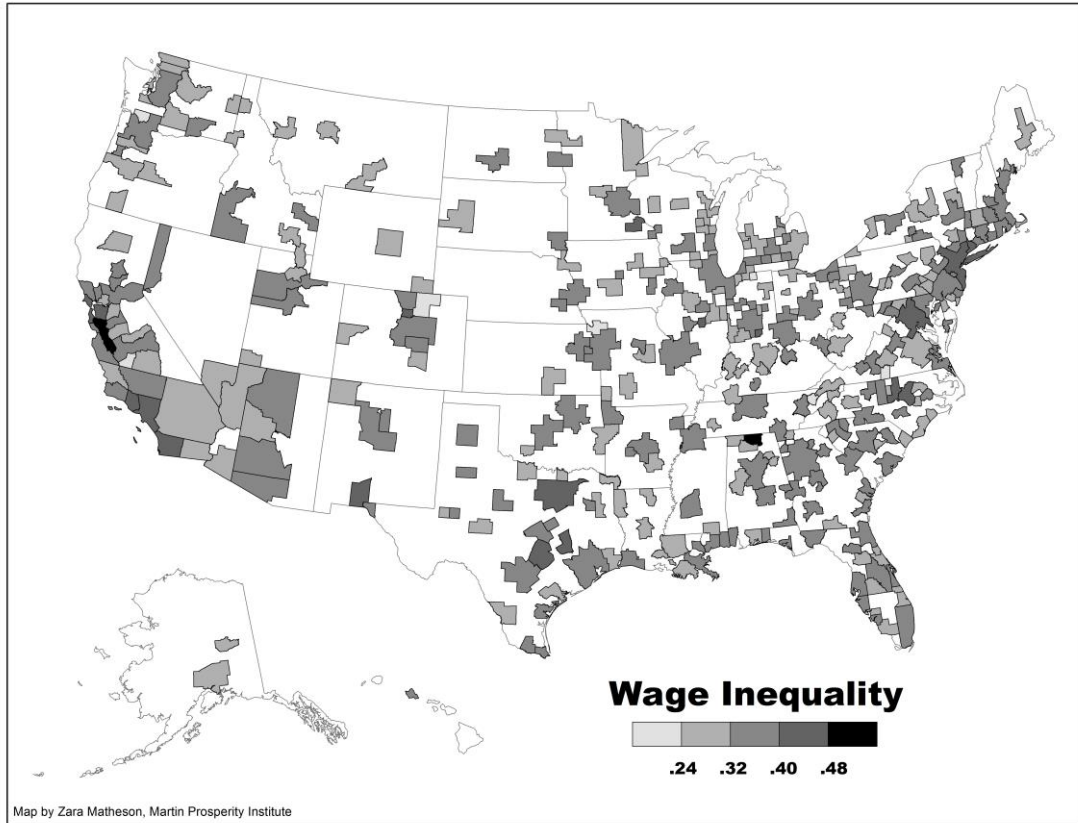 Wage Inequality
.24 .32 .40 .48
Map by Zara Matheson, Martin Prosperity Institute